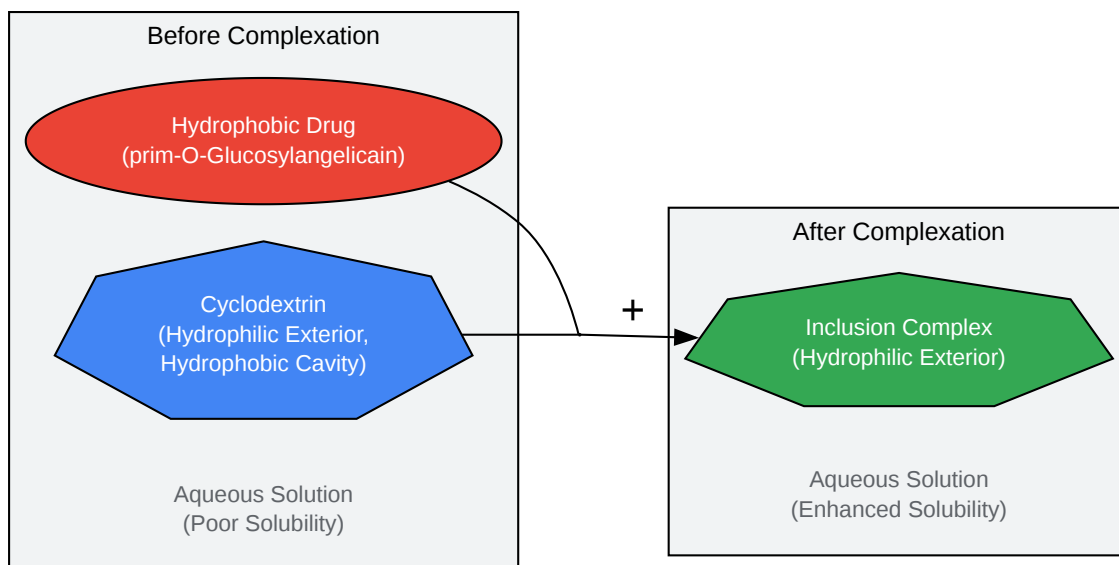 Before Complexation
Hydrophobic Drug
(prim-O-Glucosylangelicain)
Cyclodextrin
(Hydrophilic Exterior,
Hydrophobic Cavity)
Aqueous Solution
(Poor Solubility)
+
After Complexation
Inclusion Complex
(Hydrophilic Exterior)
Aqueous Solution
(Enhanced Solubility)